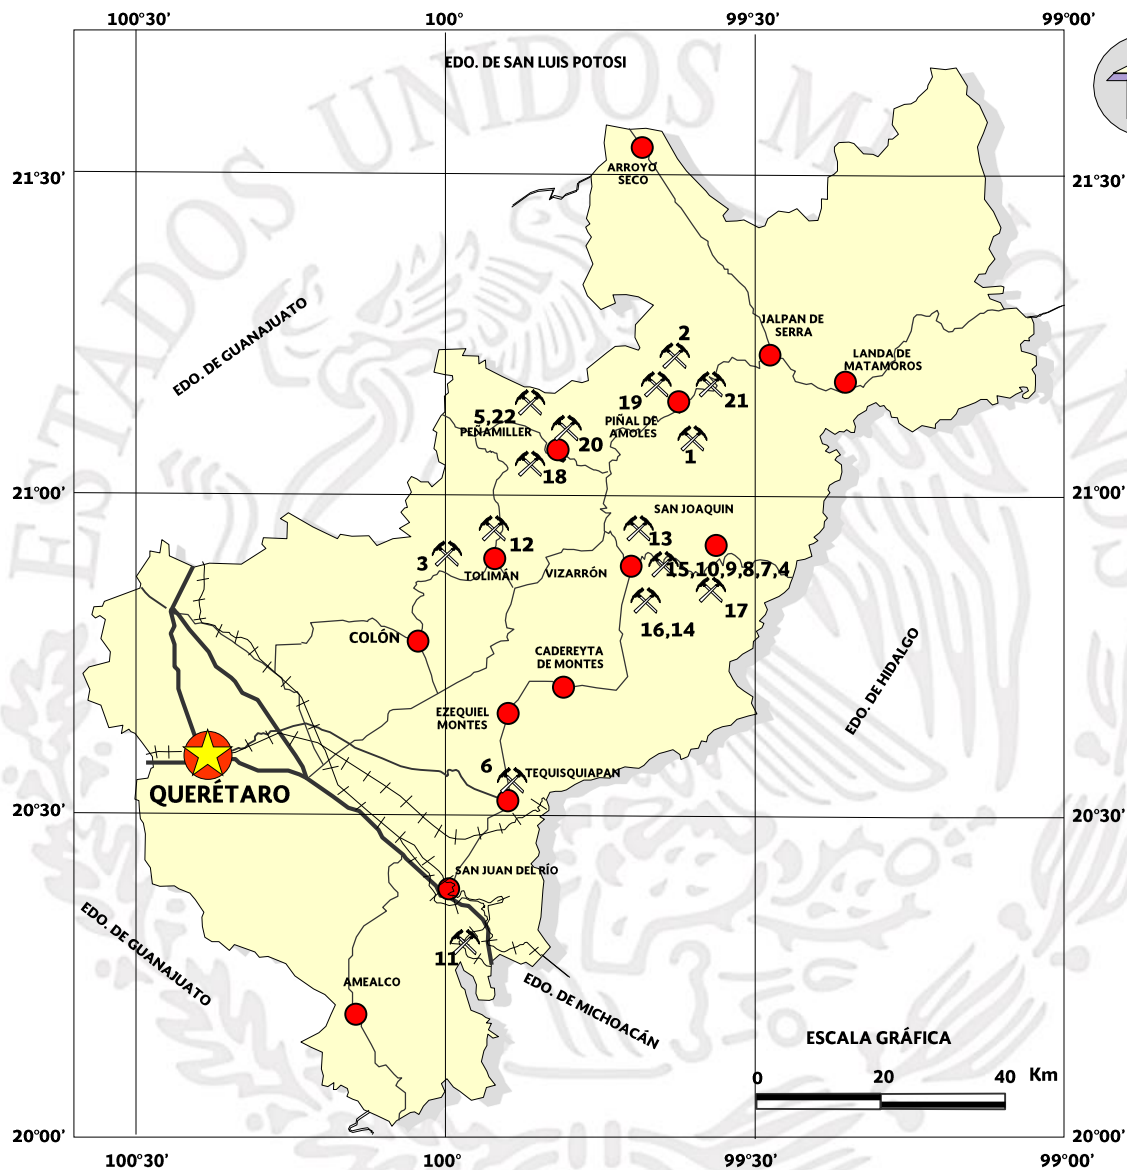 100°30'
100°
99°30'
99°00'
EDO. DE SAN LUIS POTOSI
ESTADOS UNIDOS M
21°30'
21°30'
ARROYO
SECO
EDO. DE GUANAJUATO
JALPAN DE
SERRA
2
LANDA DE
MATAMOROS
19
21
5,22
PEÑAMILLER
PIÑAL DE
AMOLES
20
1
18
21°00'
21°00'
SAN JOAQUIN
12
13
3
TOLIMÁN
VIZARRÓN
15,10,9,8,7,4
17
16,14
COLÓN
CADEREYTA
DE MONTES
EDO. DE HIDALGO
EZEQUIEL
MONTES
6
TEQUISQUIAPAN
QUERÉTARO
20°30'
20°30'
SAN JUAN DEL RÍO
EDO. DE GUANAJUATO
11
AMEALCO
EDO. DE MICHOACÁN
ESCALA GRÁFICA
0
20
40
Km
20°00'
20°00'
100°30'
100°
99°30'
99°00'